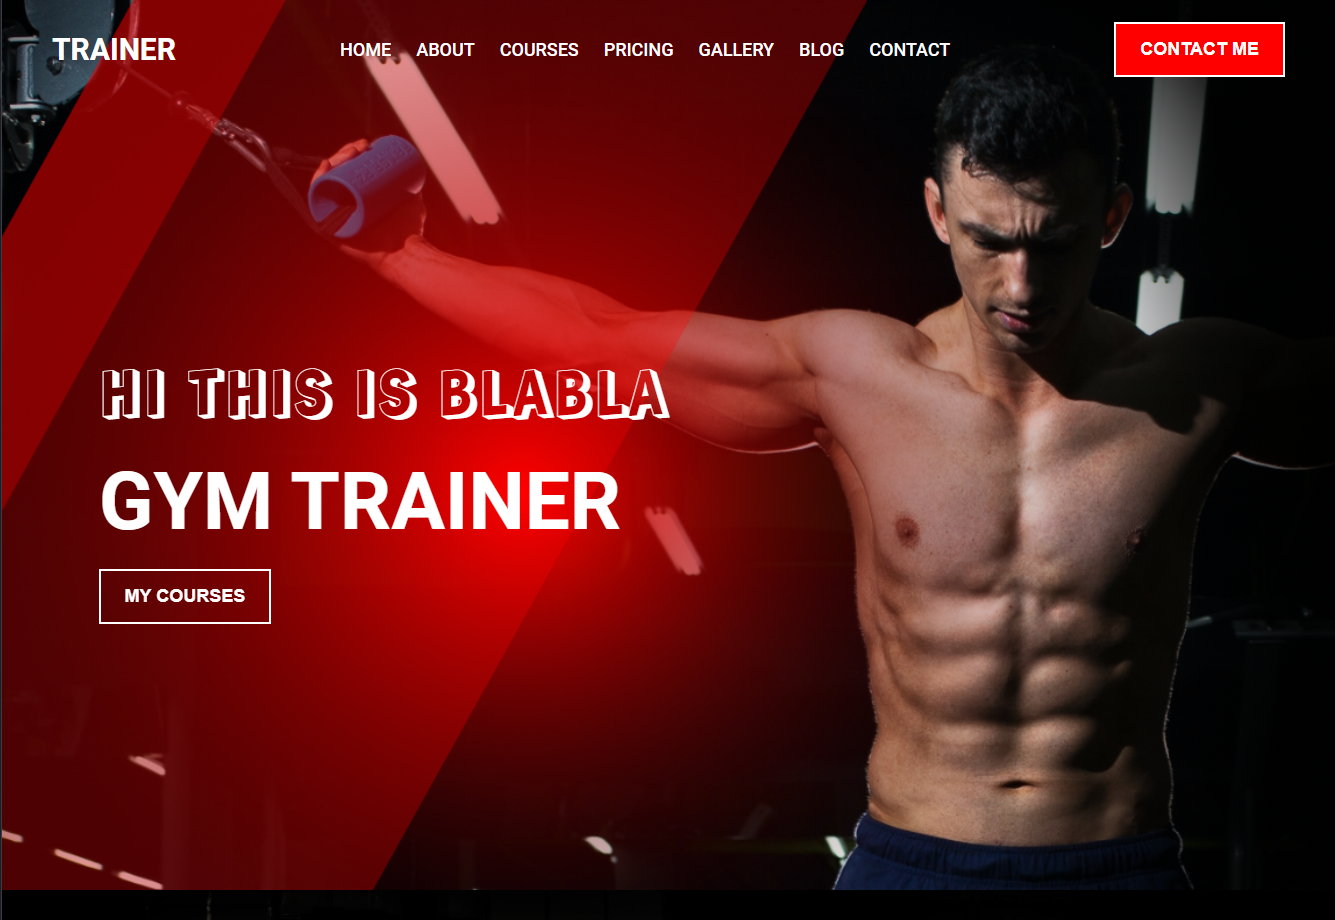 TRAINER
HOME ABOUT COURSES PRICING GALLERY BLOG CONTACT
CONTACT ME
HI THIS IS BLABLA
GYM TRAINER
MY COURSES